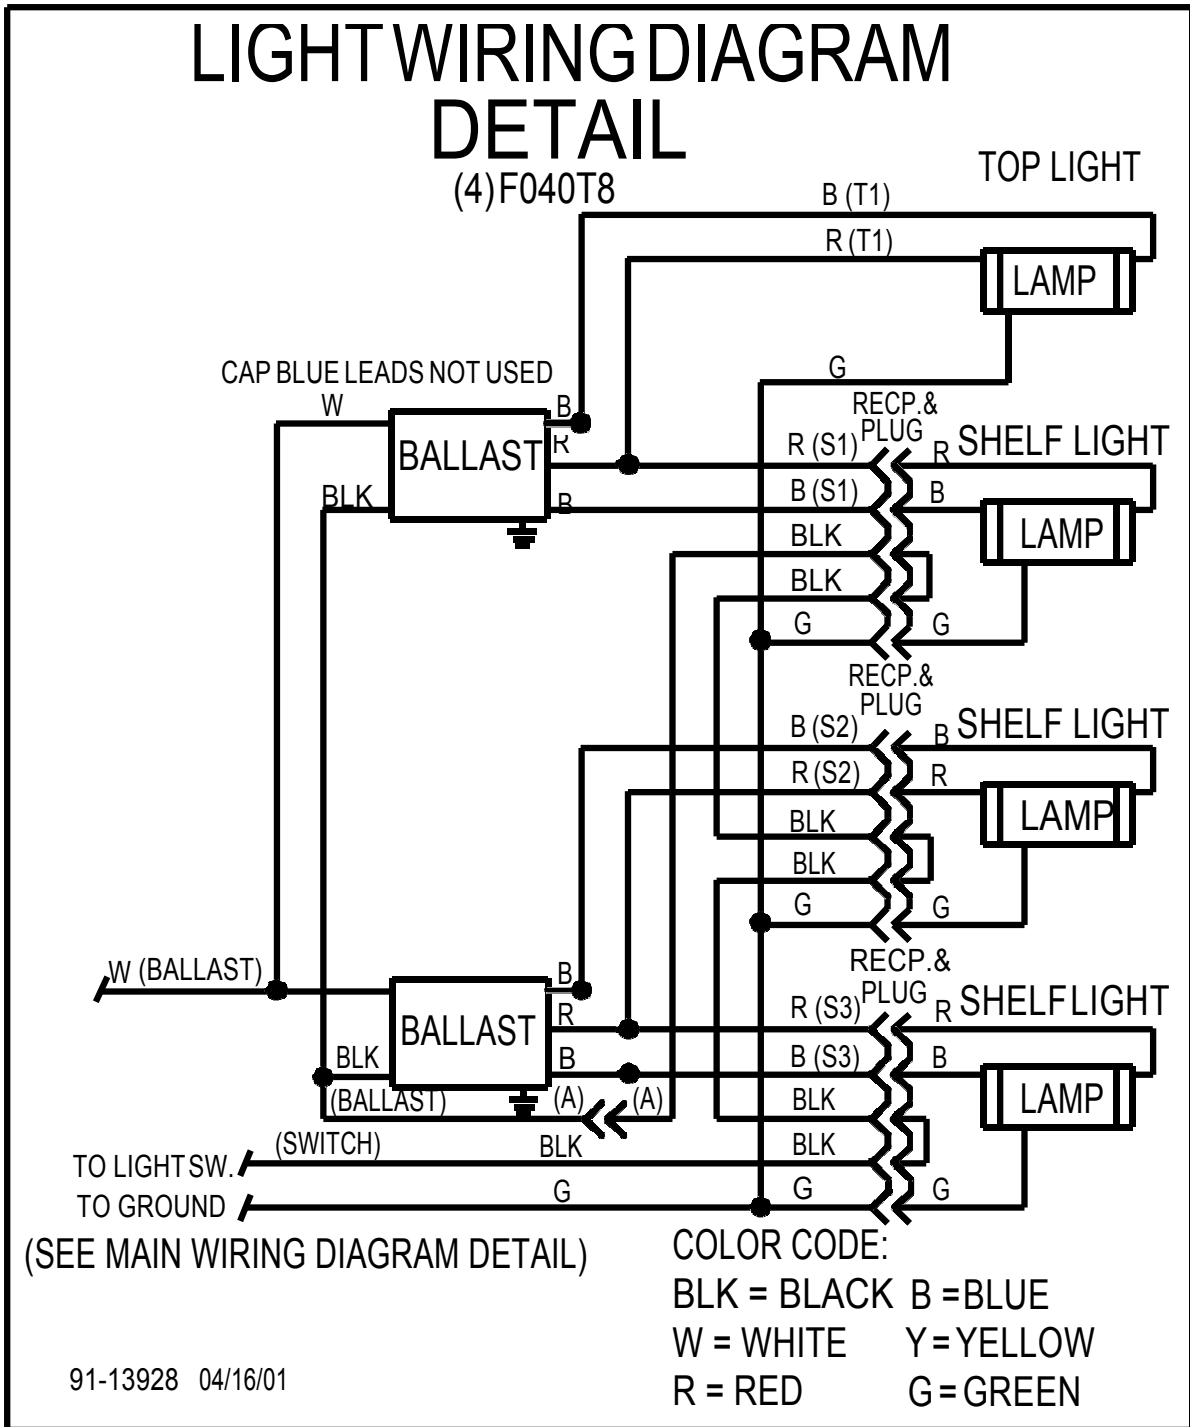 LIGHT WIRING DIAGRAM
DETAIL
(4) F040T8
TOP LIGHT
B (T1)
R (T1)
LAMP
CAP BLUE LEADS NOT USED
G
W
B
RECP.&
PLUG
BALLAST
R
R (S1)
R
SHELF LIGHT
BLK
B
B (S1)
B
LAMP
BLK
BLK
G
G
RECP.&
PLUG
B (S2)
B
SHELF LIGHT
R (S2)
R
LAMP
BLK
BLK
G
G
W (BALLAST)
B
RECP.&
PLUG
BALLAST
R
R (S3)
R
SHELF LIGHT
BLK
B
B (S3)
B
LAMP
(BALLAST)
(A)
(A)
BLK
(SWITCH)
BLK
BLK
TO LIGHT SW.
TO GROUND
G
G
G
(SEE MAIN WIRING DIAGRAM DETAIL)
COLOR CODE:
BLK = BLACK B = BLUE
W = WHITE Y = YELLOW
R = RED G = GREEN
91-13928 04/16/01